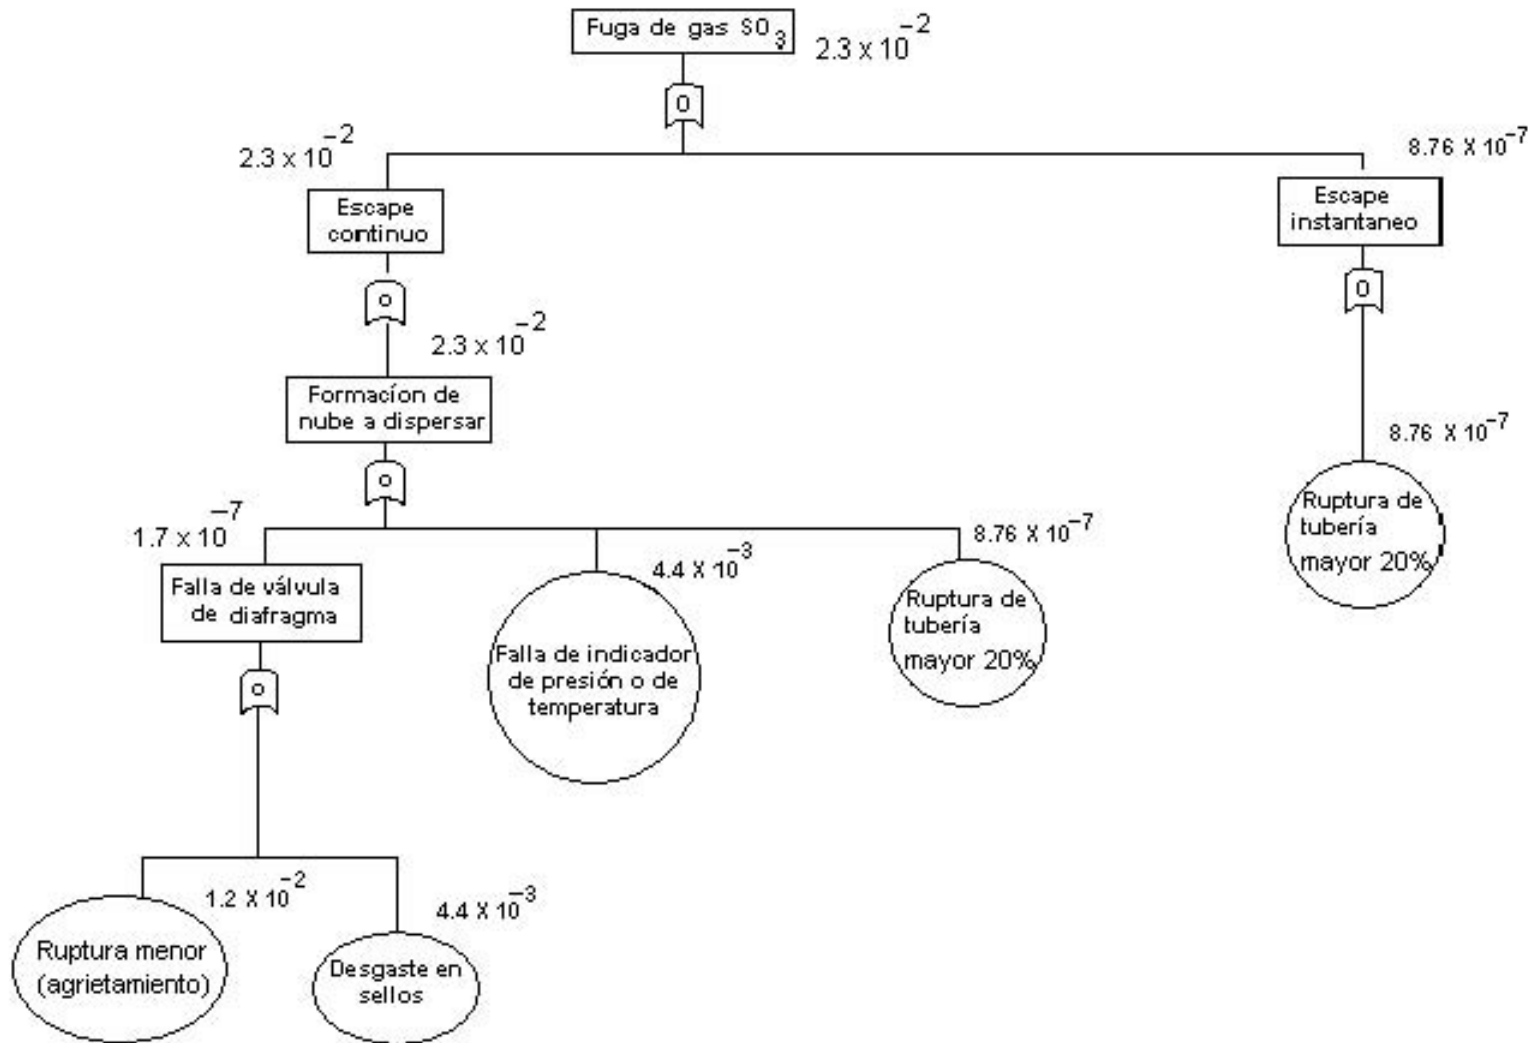 Fuga de gas SO3
2.3 x 10^-2
O
2.3 x 10^-2
8.76 X 10^-7
Escape
continuo
Escape
instantaneo
o
O
2.3 x 10^-2
Formacíon de
nube a dispersar
8.76 X 10^-7
o
Ruptura de
tubería
mayor 20%
1.7 x 10^-7
4.4 X 10^-3
8.76 X 10^-7
Falla de válvula
de diafragma
Falla de indicador
de presión o de
temperatura
Ruptura de
tubería
mayor 20%
o
1.2 X 10^-2
4.4 X 10^-3
Ruptura menor
(agrietamiento)
Desgaste en
sellos